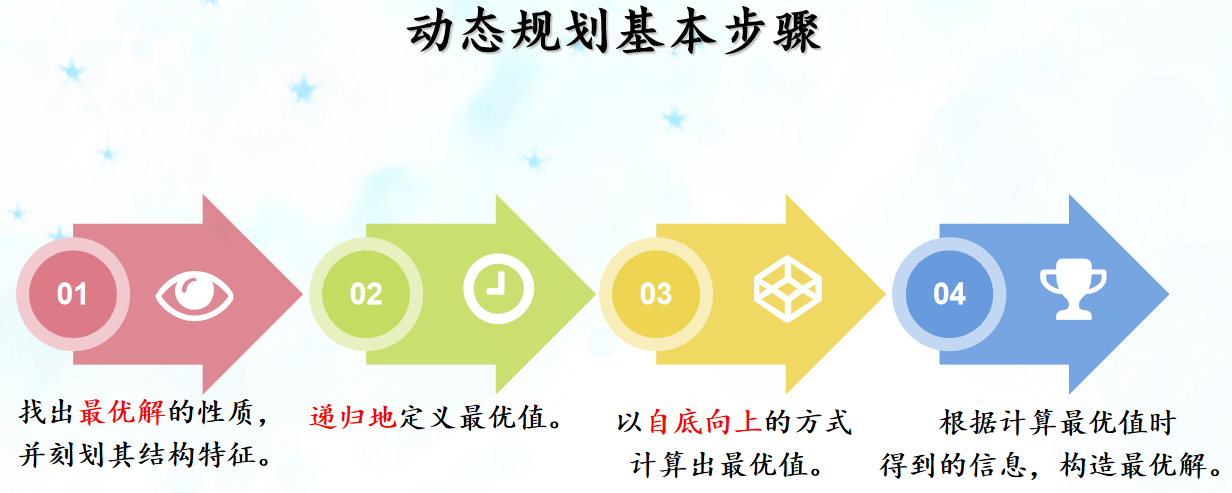 动态规划基本步骤
01
02
03
04
找出最优解的性质，
并刻划其结构特征。
递归地定义最优值。
以自底向上的方式
计算出最优值。
根据计算最优值时
得到的信息，构造最优解。